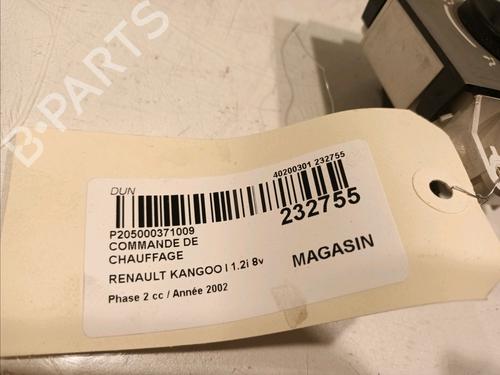 B-PARTS
DUN
40200301 232755
P205000371009
232755
COMMANDE DE
CHAUFFAGE
RENAULT KANGOO I 1.2i 8v
MAGASIN
Phase 2 cc / Année 2002